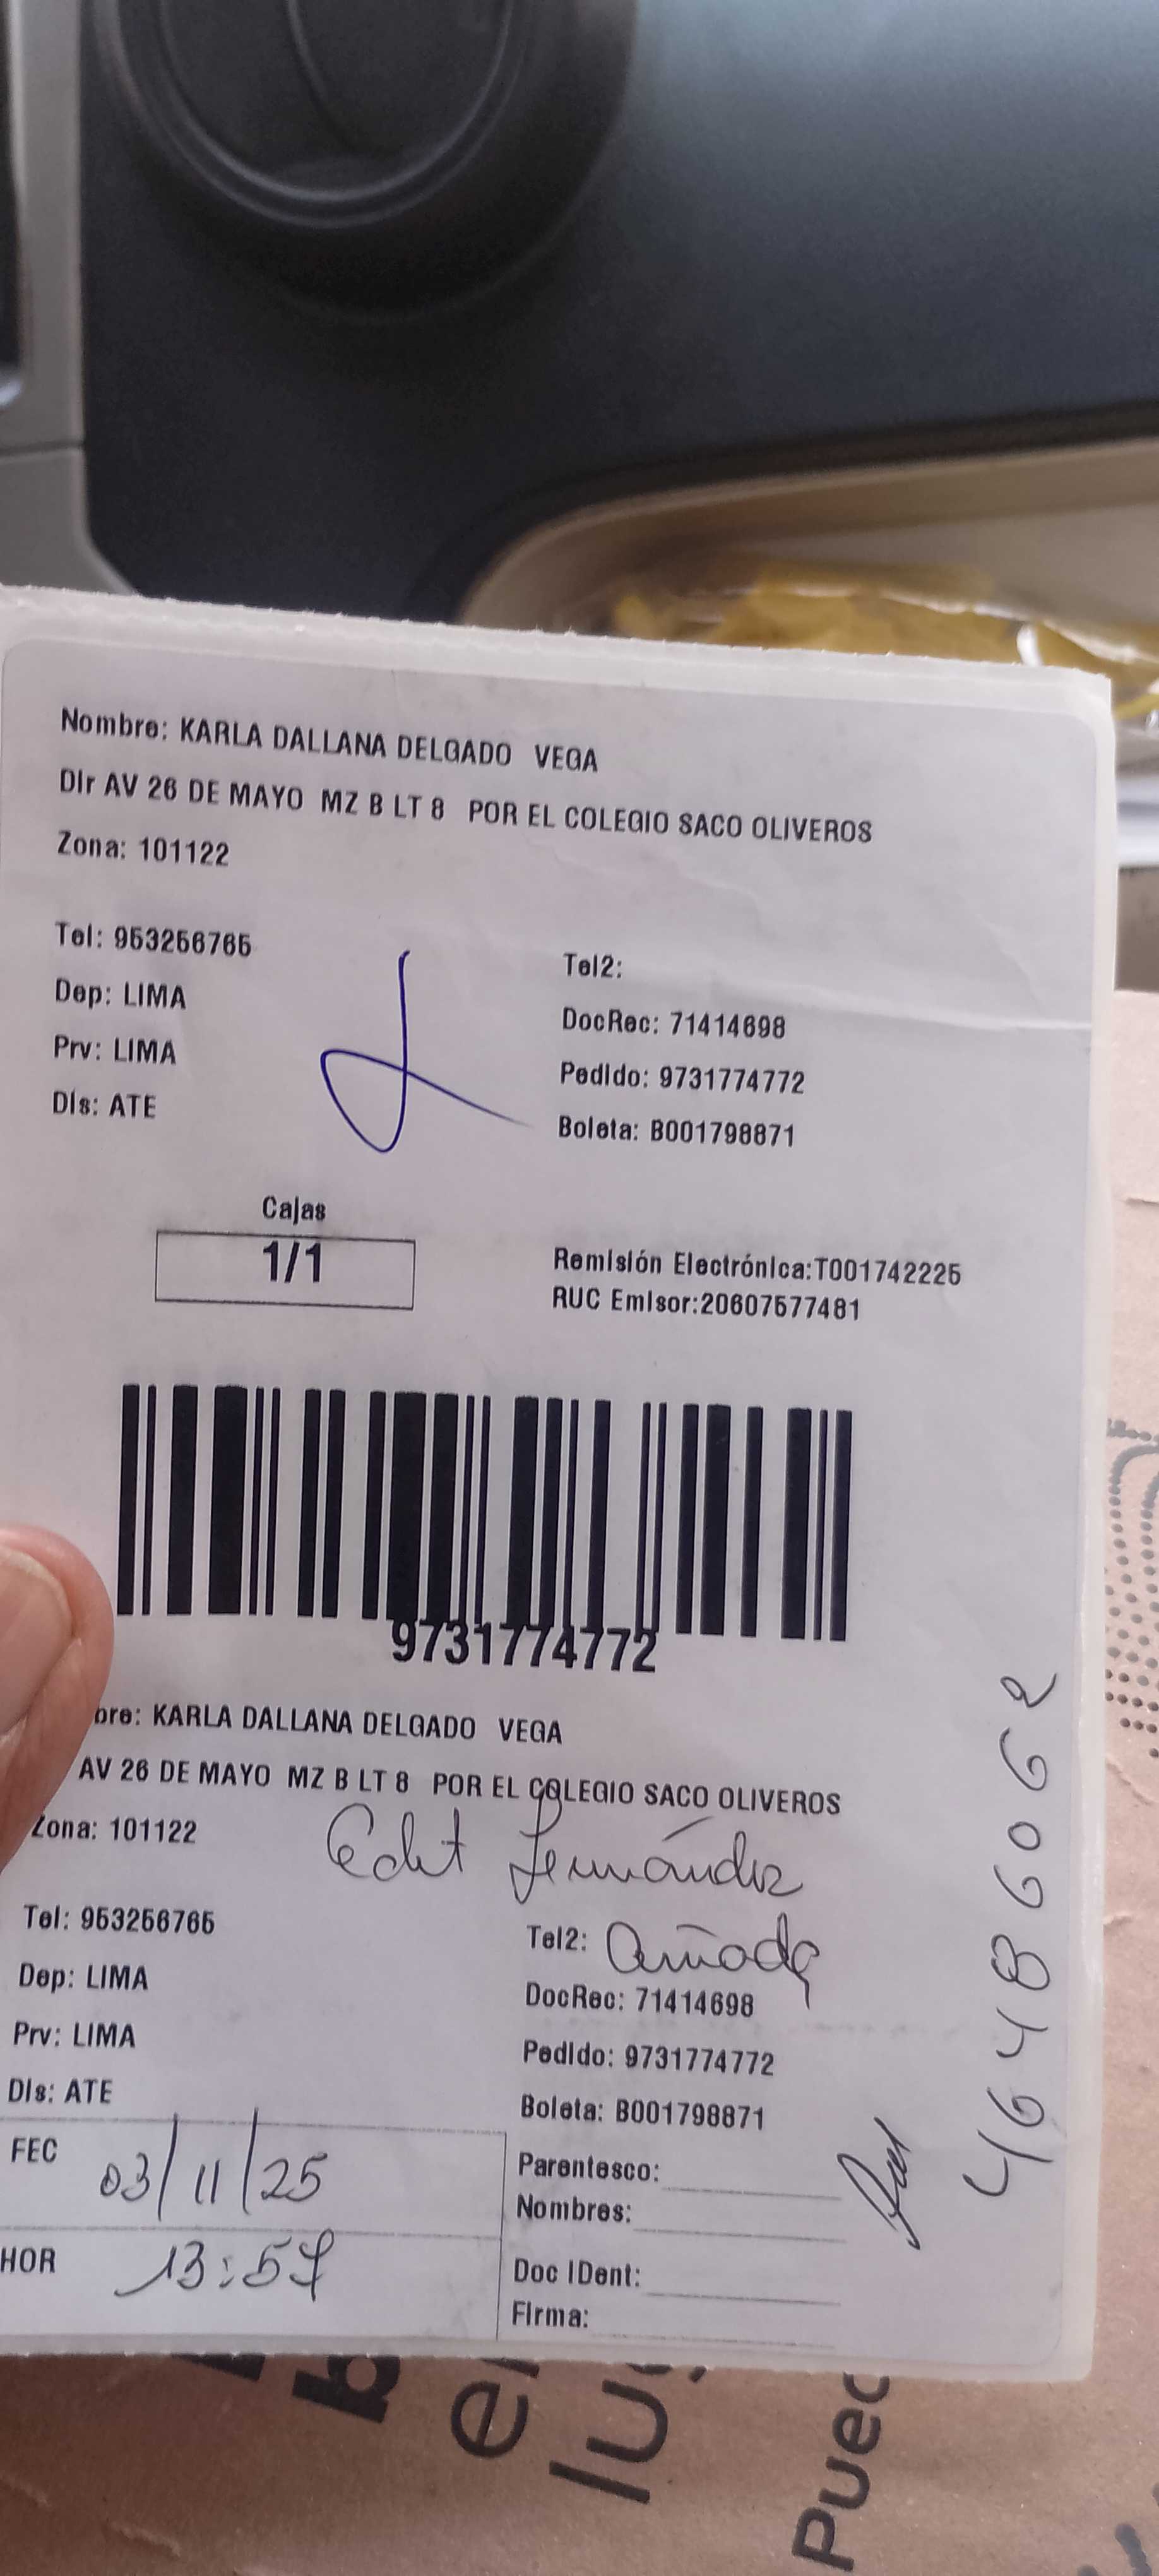 Nombre: KARLA DALLANA DELGADO VEGA
Dir AV 26 DE MAYO MZ B LT 8 POR EL COLEGIO SACO OLIVEROS
Zona: 101122
Tel: 953256765
Tel2:
Dep: LIMA
DocRec: 71414698
Prv: LIMA
Pedido: 9731774772
Dis: ATE
Boleta: B001798871
Cajas
1/1
Remisión Electrónica:T001742225
RUC Emisor:20607577481
9731774772
bre: KARLA DALLANA DELGADO VEGA
AV 26 DE MAYO MZ B LT 8 POR EL COLEGIO SACO OLIVEROS
Zona: 101122
Edit Fernández
Tel: 953256765
Tel2:
Dep: LIMA
DocRec: 71414698
Prv: LIMA
Pedido: 9731774772
Dis: ATE
Boleta: B001798871
FEC 03/11/25
Parentesco:
Nombres:
HOR 13:57
Doc IDent:
Firma:
46486062
Pued